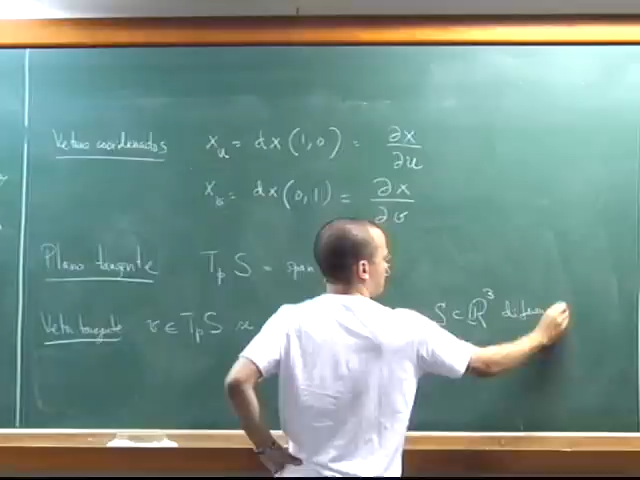 Vetores coordenados x_u = dx(1,0) = ∂x/∂u
x_v = dx(0,1) = ∂x/∂v
Plano tangente T_p S = span
Vetor tangente v ∈ T_p S S ⊂ ℝ³